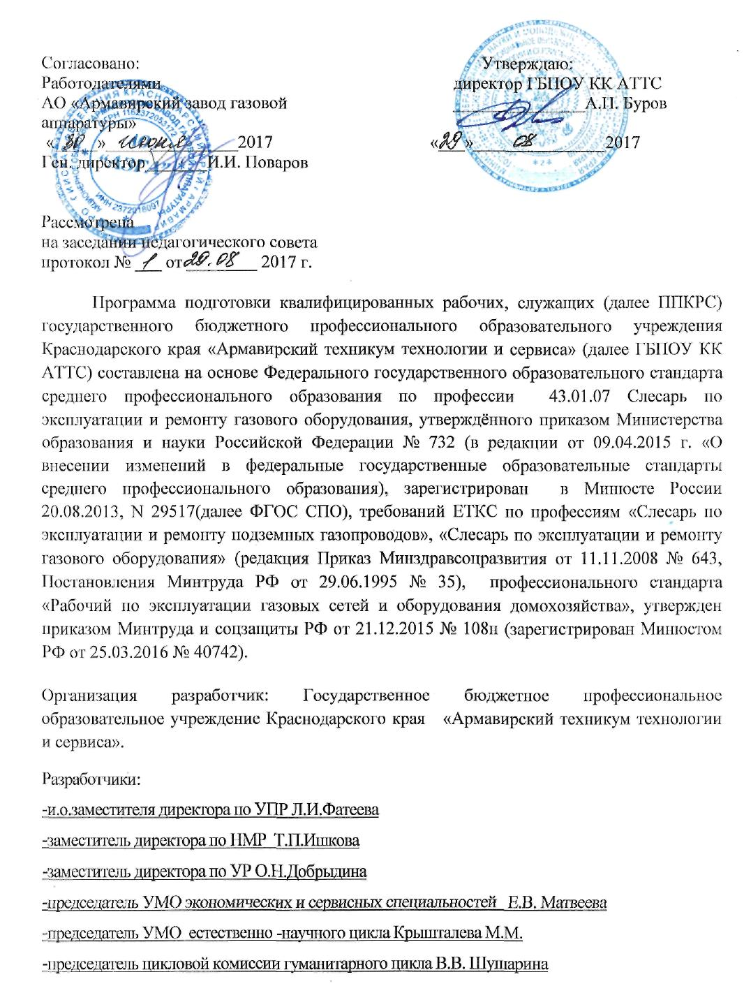 Согласовано:
Работодателями
АО «Армавирский завод газовой
аппаратуры»
«30» июня 2017
Ген. директор ______И.И. Поваров
Утверждаю:
директор ГБПОУ КК АТТС
______________А.П. Буров
«29» 08 2017
Рассмотрена
на заседании педагогического совета
протокол № 1 от 29.08 2017 г.
Программа подготовки квалифицированных рабочих, служащих (далее ППКРС)
государственного бюджетного профессионального образовательного учреждения
Краснодарского края «Армавирский техникум технологии и сервиса» (далее ГБПОУ КК
АТТС) составлена на основе Федерального государственного образовательного стандарта
среднего профессионального образования по профессии 43.01.07 Слесарь по
эксплуатации и ремонту газового оборудования, утверждённого приказом Министерства
образования и науки Российской Федерации № 732 (в редакции от 09.04.2015 г. «О
внесении изменений в федеральные государственные образовательные стандарты
среднего профессионального образования), зарегистрирован в Минюсте России
20.08.2013, N 29517(далее ФГОС СПО), требований ЕТКС по профессиям «Слесарь по
эксплуатации и ремонту подземных газопроводов», «Слесарь по эксплуатации и ремонту
газового оборудования» (редакция Приказ Минздравсоцразвития от 11.11.2008 № 643,
Постановления Минтруда РФ от 29.06.1995 № 35), профессионального стандарта
«Рабочий по эксплуатации газовых сетей и оборудования домохозяйства», утвержден
приказом Минтруда и соцзащиты РФ от 21.12.2015 № 108н (зарегистрирован Минюстом
РФ от 25.03.2016 № 40742).
Организация разработчик: Государственное бюджетное профессиональное
образовательное учреждение Краснодарского края «Армавирский техникум технологии
и сервиса».
Разработчики:
-и.о.заместителя директора по УПР Л.И.Фатеева
-заместитель директора по НМР Т.П.Ишкова
-заместитель директора по УР О.Н.Добрыдина
-председатель УМО экономических и сервисных специальностей Е.В. Матвеева
-председатель УМО естественно -научного цикла Крышталева М.М.
-председатель цикловой комиссии гуманитарного цикла В.В. Шушарина
ИНН 2372018097